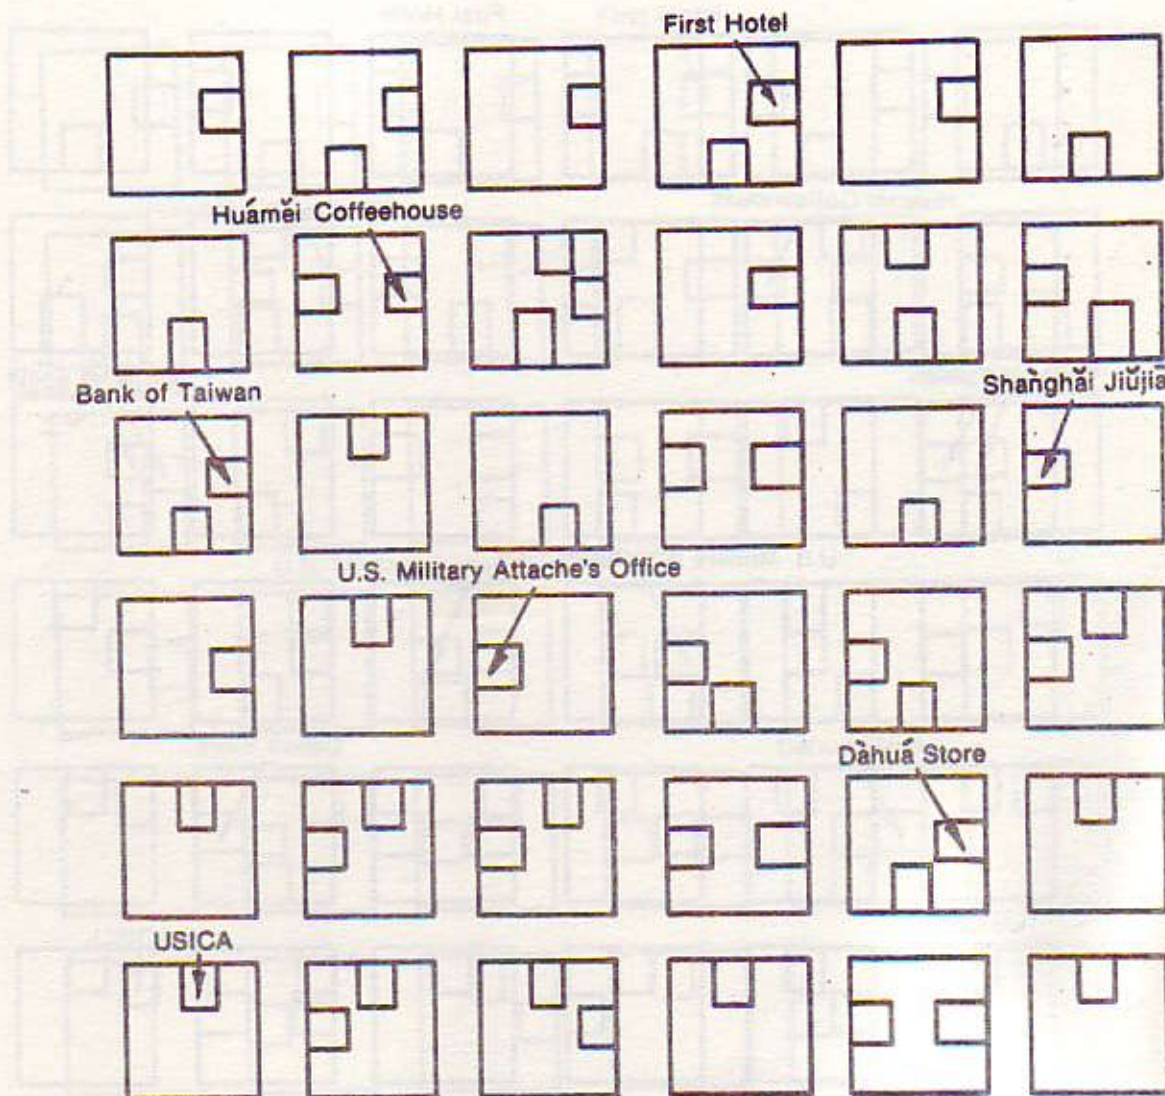 First Hotel
Huáměi Coffeehouse
Bank of Taiwan
Shànghǎi Jiǔjiā
U.S. Military Attache's Office
Dàhuá Store
USICA